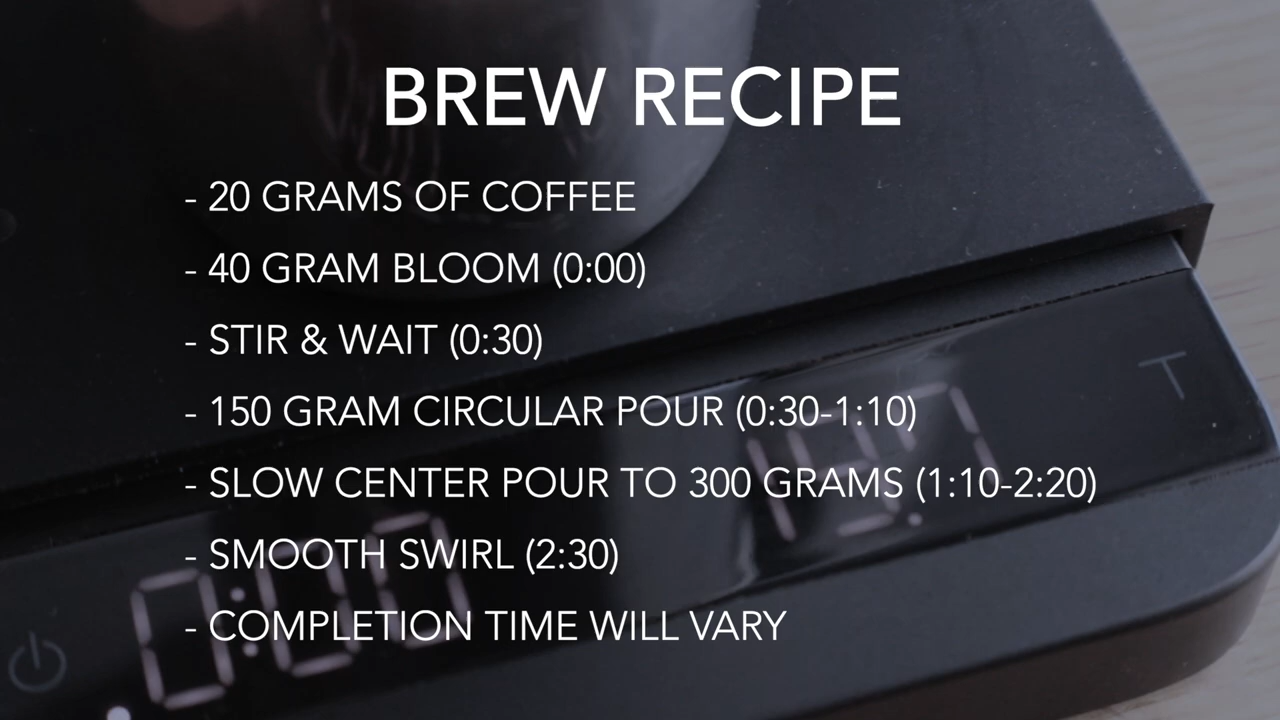 BREW RECIPE
- 20 GRAMS OF COFFEE
- 40 GRAM BLOOM (0:00)
- STIR & WAIT (0:30)
- 150 GRAM CIRCULAR POUR (0:30-1:10)
- SLOW CENTER POUR TO 300 GRAMS (1:10-2:20)
- SMOOTH SWIRL (2:30)
- COMPLETION TIME WILL VARY
T
0:00